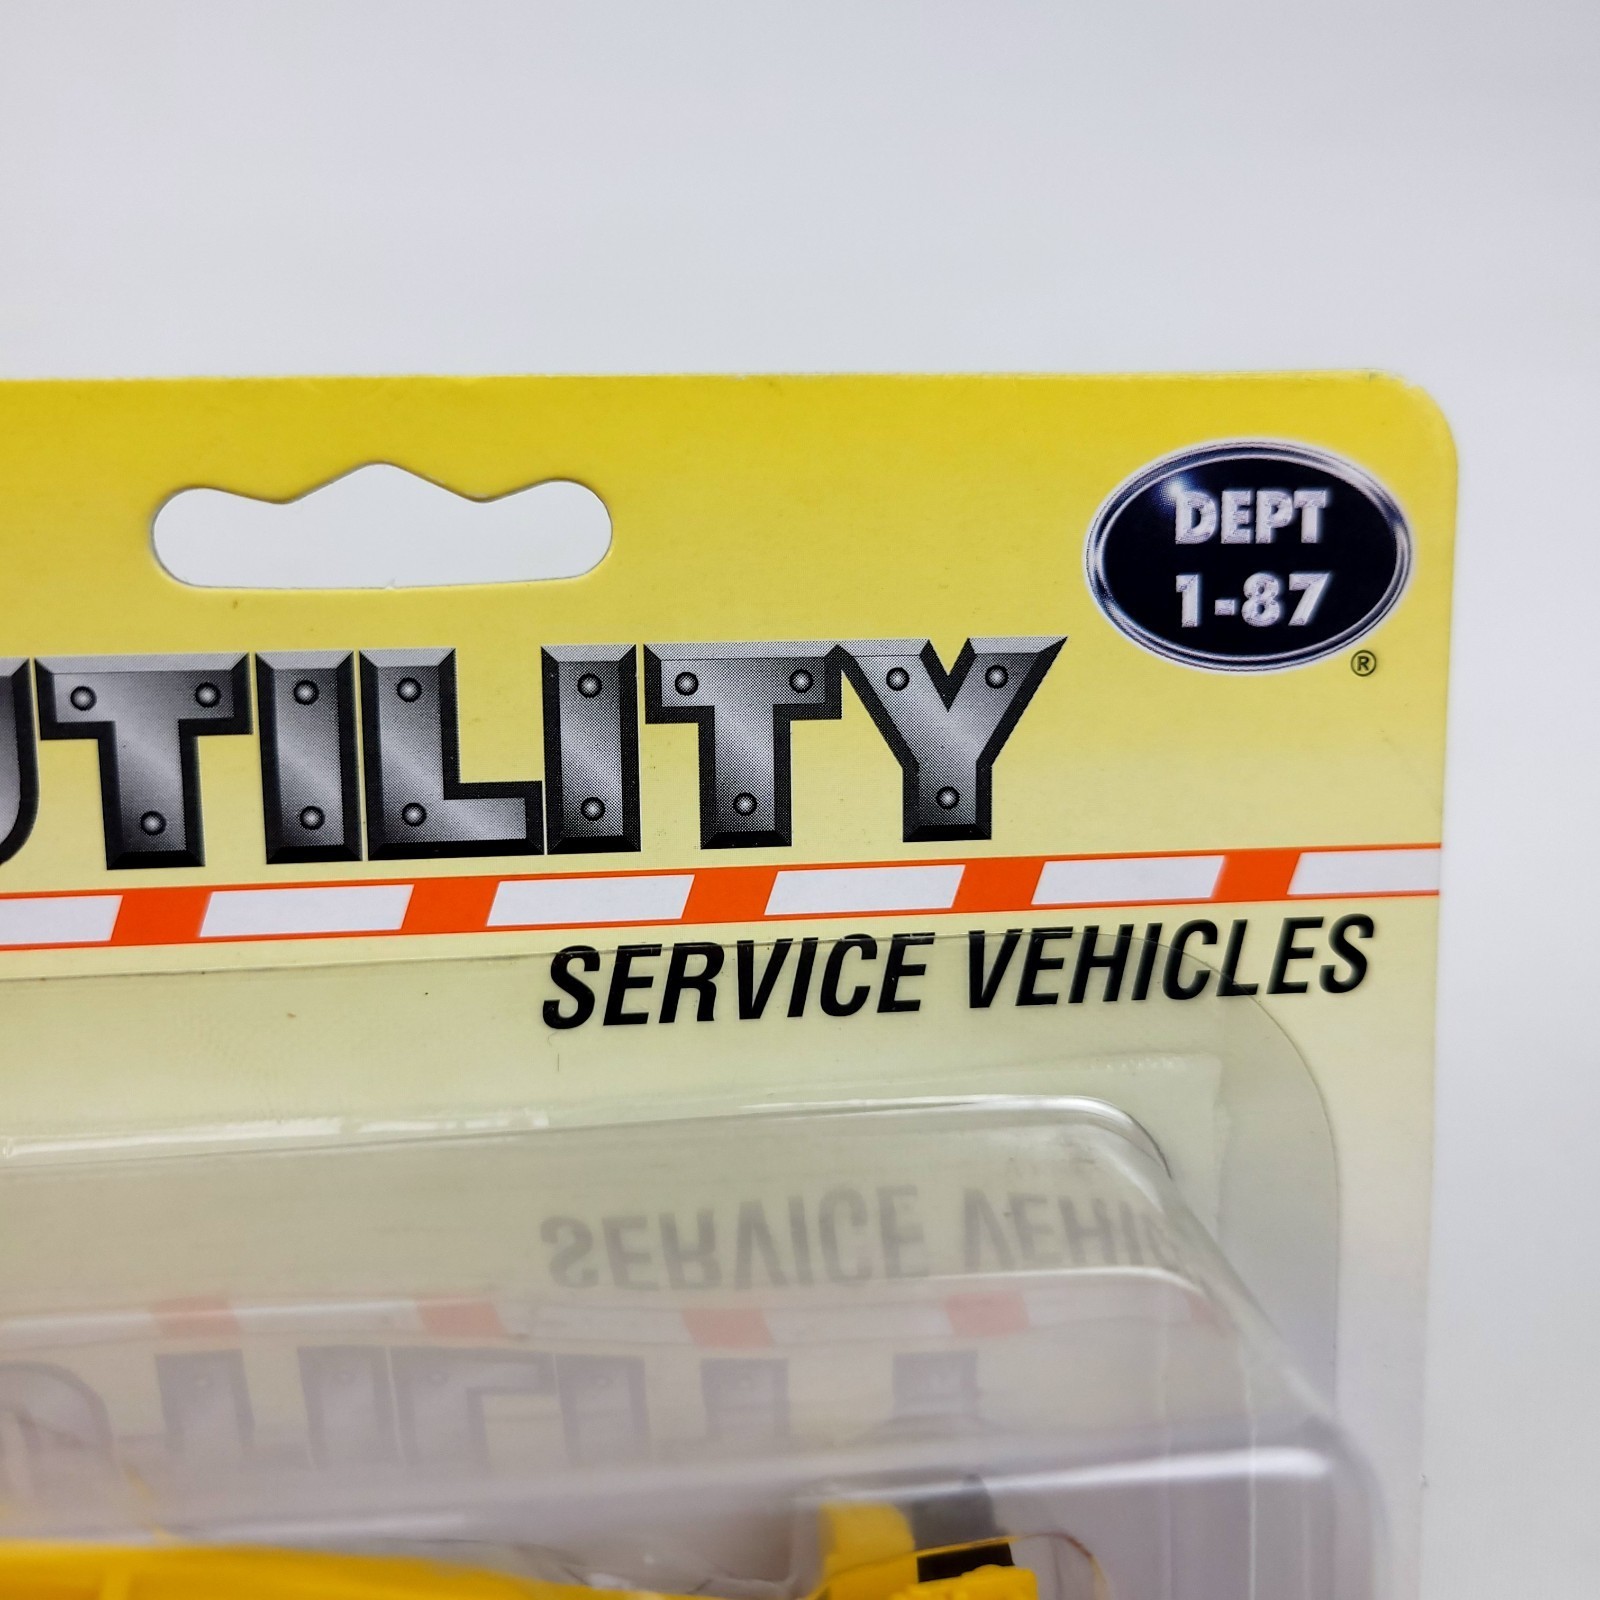 DEPT
1-87
®
UTILITY
SERVICE VEHICLES